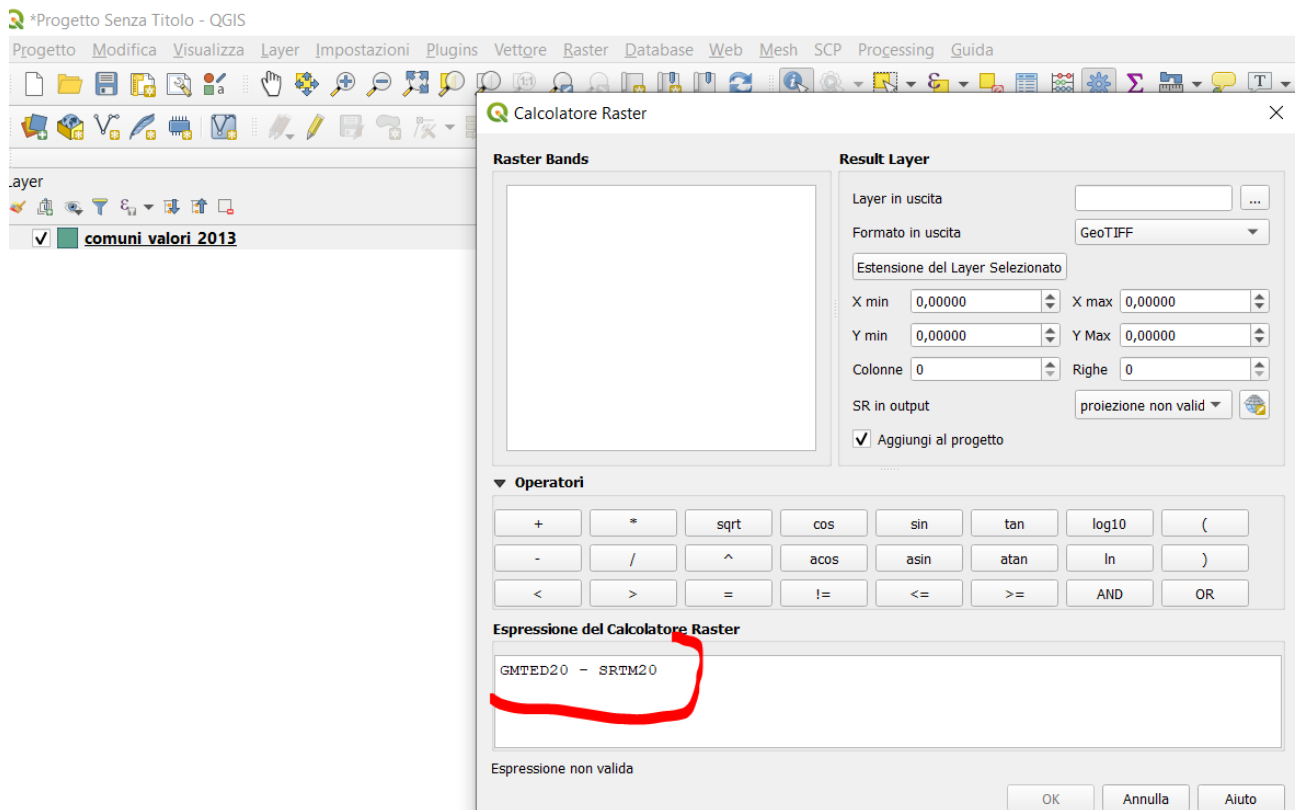 *Progetto Senza Titolo - QGIS
Progetto Modifica Visualizza Layer Impostazioni Plugins Vettore Raster Database Web Mesh SCP Processing Guida
Calcolatore Raster
Layer
comuni valori 2013
Raster Bands
Result Layer
Layer in uscita
...
Formato in uscita GeoTIFF
Estensione del Layer Selezionato
X min 0,00000 X max 0,00000
Y min 0,00000 Y Max 0,00000
Colonne 0 Righe 0
SR in output proiezione non valid
Aggiungi al progetto
Operatori
+ * sqrt cos sin tan log10 (
- / ^ acos asin atan ln )
< > = != <= >= AND OR
Espressione del Calcolatore Raster
GMTED20 - SRTM20
Espressione non valida
OK Annulla Aiuto